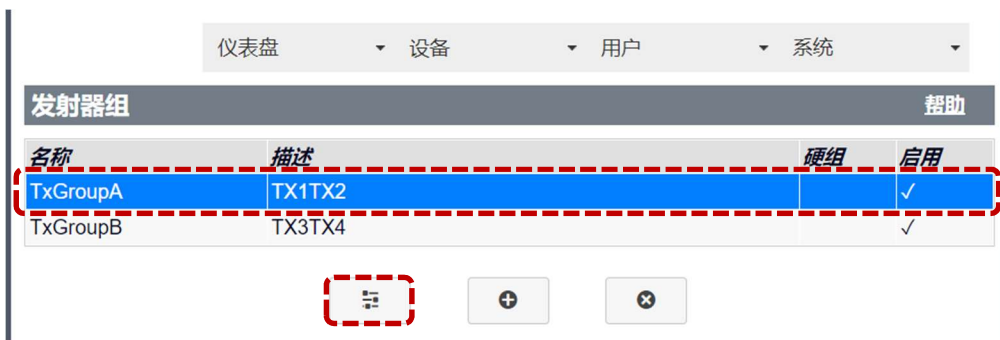 仪表盘 设备 用户 系统
发射器组 帮助
名称 描述 硬组 启用
TxGroupA TX1TX2 ✓
TxGroupB TX3TX4 ✓